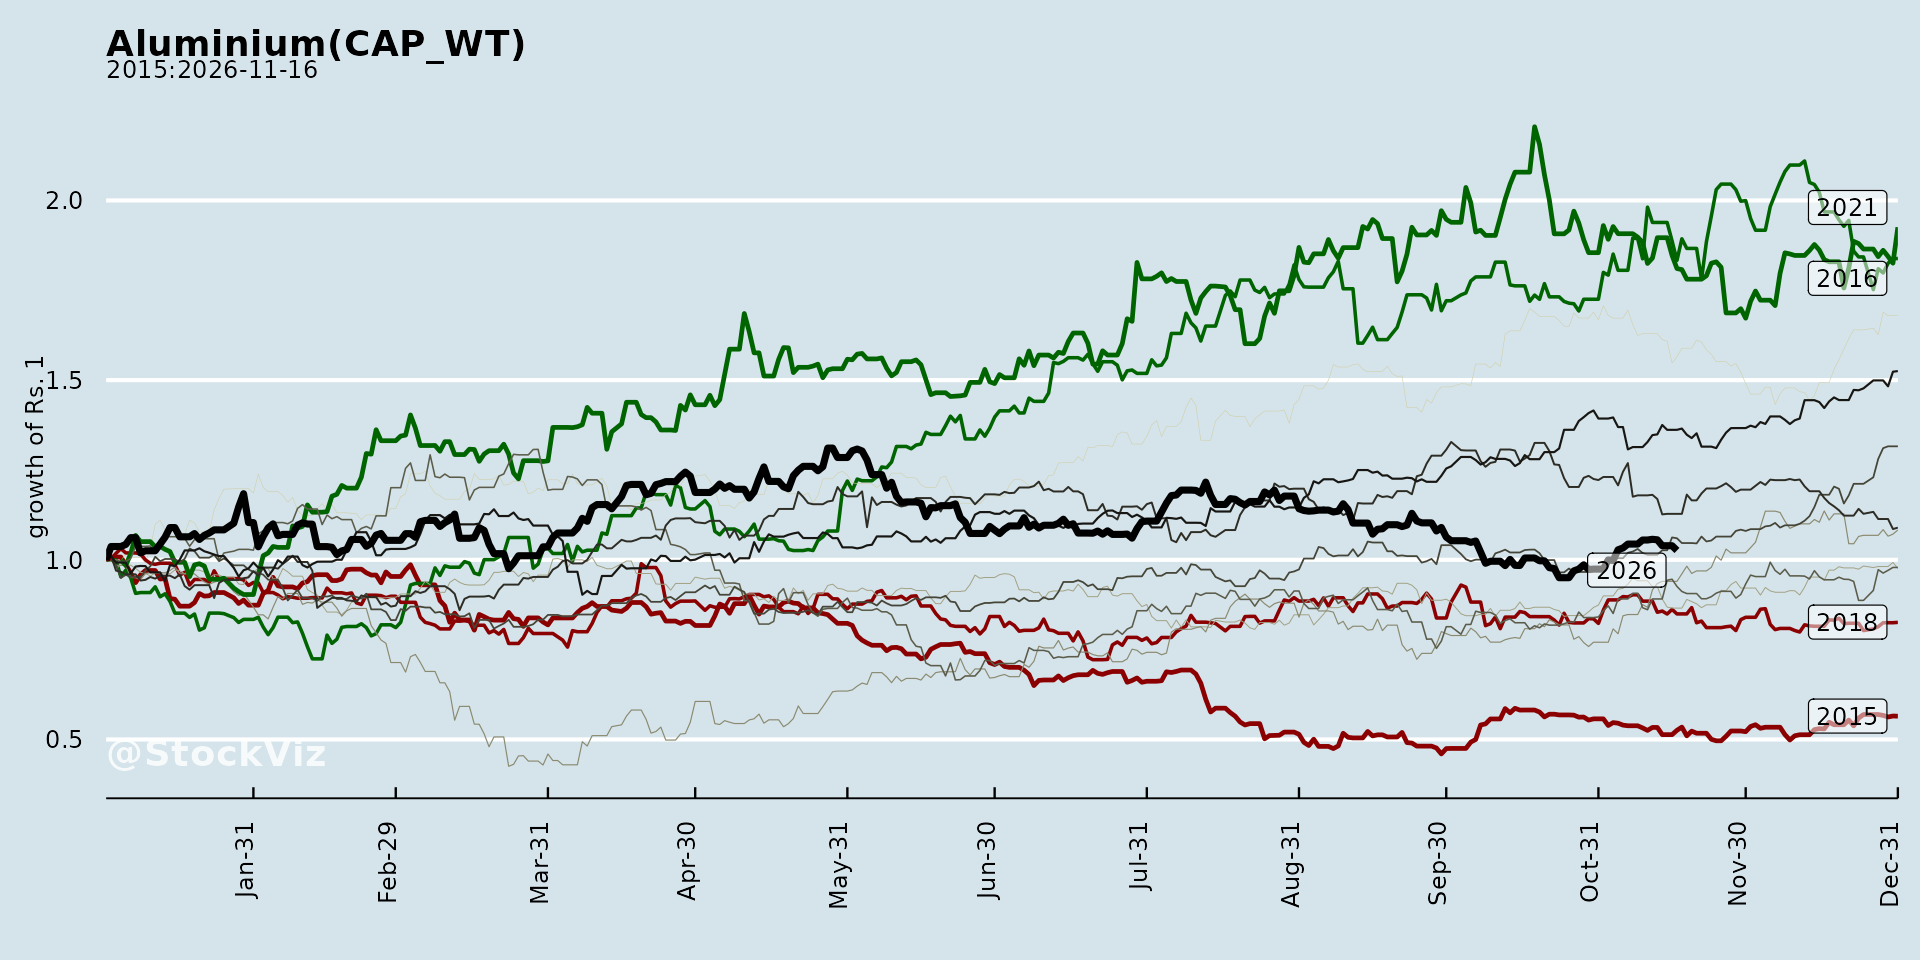 Aluminium(CAP_WT)
2015:2026-11-16
growth of Rs. 1
2.0
1.5
1.0
0.5
2021
2016
2026
2018
2015
@StockViz
Jan-31
Feb-29
Mar-31
Apr-30
May-31
Jun-30
Jul-31
Aug-31
Sep-30
Oct-31
Nov-30
Dec-31